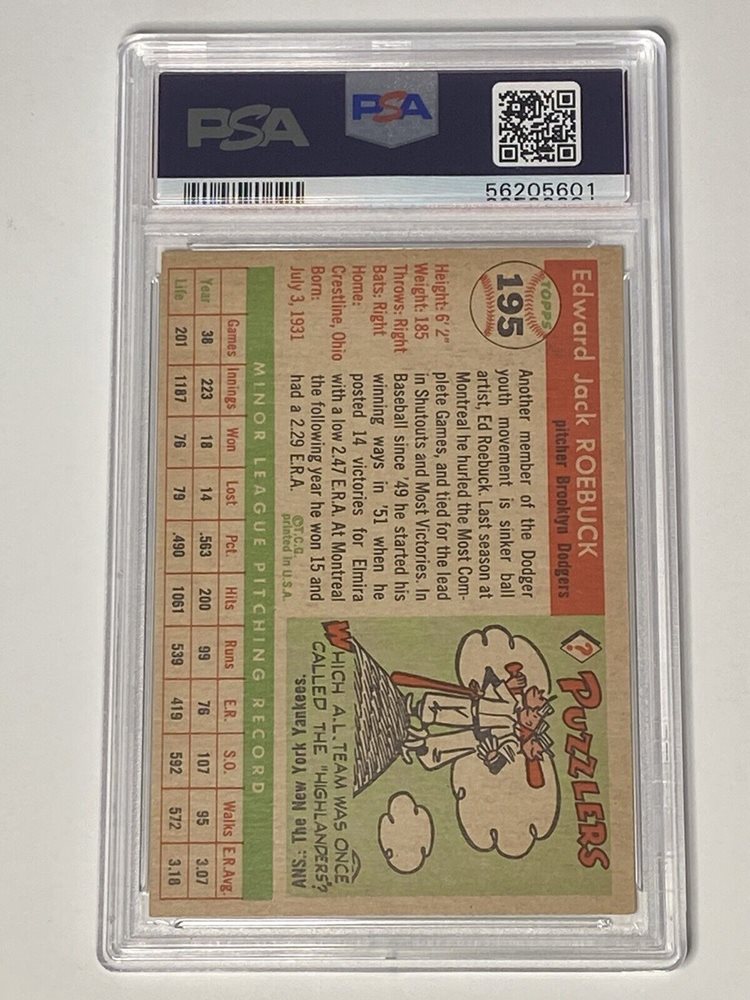 PSA
PSA
56205601
Edward Jack ROEBUCK
pitcher Brooklyn Dodgers
TOPPS
195
Height: 6'2"
Weight: 185
Throws: Right
Bats: Right
Home:
Crestline, Ohio
Born:
July 3, 1931
Another member of the Dodger
youth movement is sinker ball
artist, Ed Roebuck. Last season at
Montreal he hurled the Most Com-
plete Games, and tied for the lead
in Shutouts and Most Victories. In
Baseball since '49 he started his
winning ways in '51 when he
posted 14 victories for Elmira
with a low 2.47 E.R.A. At Montreal
the following year he won 15 and
had a 2.29 E.R.A.
©T.C.G.
printed in U.S.A.
?
PUZZLERS
WHICH A.L. TEAM WAS ONCE
CALLED THE "HIGHLANDERS"?
ANS.: The New York Yankees.
MINOR LEAGUE PITCHING RECORD
Games Innings Won Lost Pct. Hits Runs E.R. S.O. Walks E.R.Avg.
Year 38 223 18 14 .563 200 99 76 107 95 3.07
Life 201 1187 76 79 .490 1061 539 419 592 572 3.18